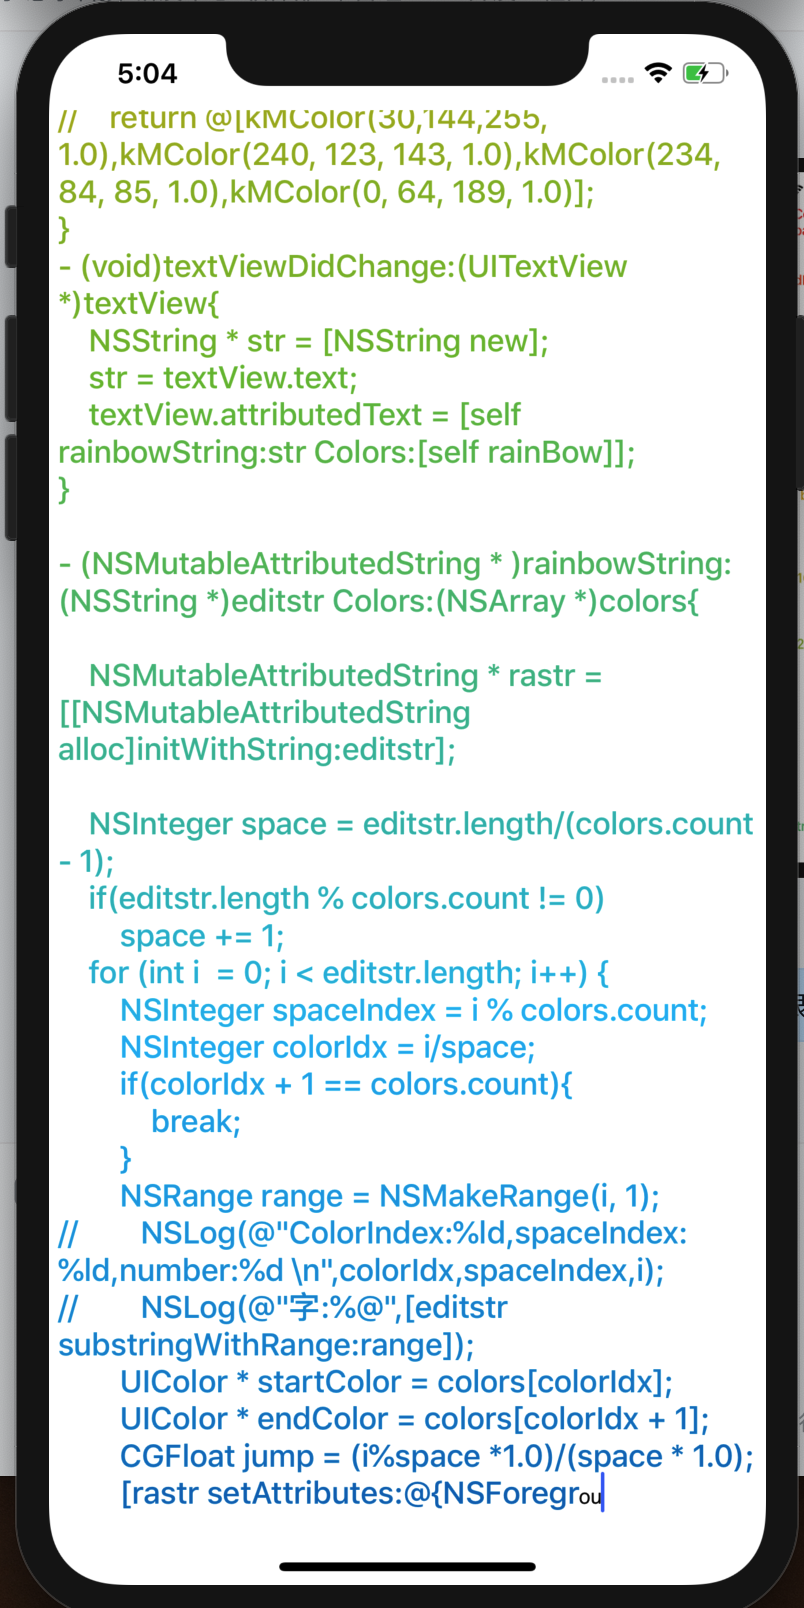 5:04
//    return @[kMColor(30,144,255,
1.0),kMColor(240, 123, 143, 1.0),kMColor(234,
84, 85, 1.0),kMColor(0, 64, 189, 1.0)];
}
- (void)textViewDidChange:(UITextView
*)textView{
    NSString * str = [NSString new];
    str = textView.text;
    textView.attributedText = [self
rainbowString:str Colors:[self rainBow]];
}

- (NSMutableAttributedString * )rainbowString:
(NSString *)editstr Colors:(NSArray *)colors{

    NSMutableAttributedString * rastr =
[[NSMutableAttributedString
alloc]initWithString:editstr];

    NSInteger space = editstr.length/(colors.count
- 1);
    if(editstr.length % colors.count != 0)
        space += 1;
    for (int i  = 0; i < editstr.length; i++) {
        NSInteger spaceIndex = i % colors.count;
        NSInteger colorIdx = i/space;
        if(colorIdx + 1 == colors.count){
            break;
        }
        NSRange range = NSMakeRange(i, 1);
//        NSLog(@"ColorIndex:%ld,spaceIndex:
%ld,number:%d \n",colorIdx,spaceIndex,i);
//        NSLog(@"字:%@",[editstr
substringWithRange:range]);
        UIColor * startColor = colors[colorIdx];
        UIColor * endColor = colors[colorIdx + 1];
        CGFloat jump = (i%space *1.0)/(space * 1.0);
        [rastr setAttributes:@{NSForegrou